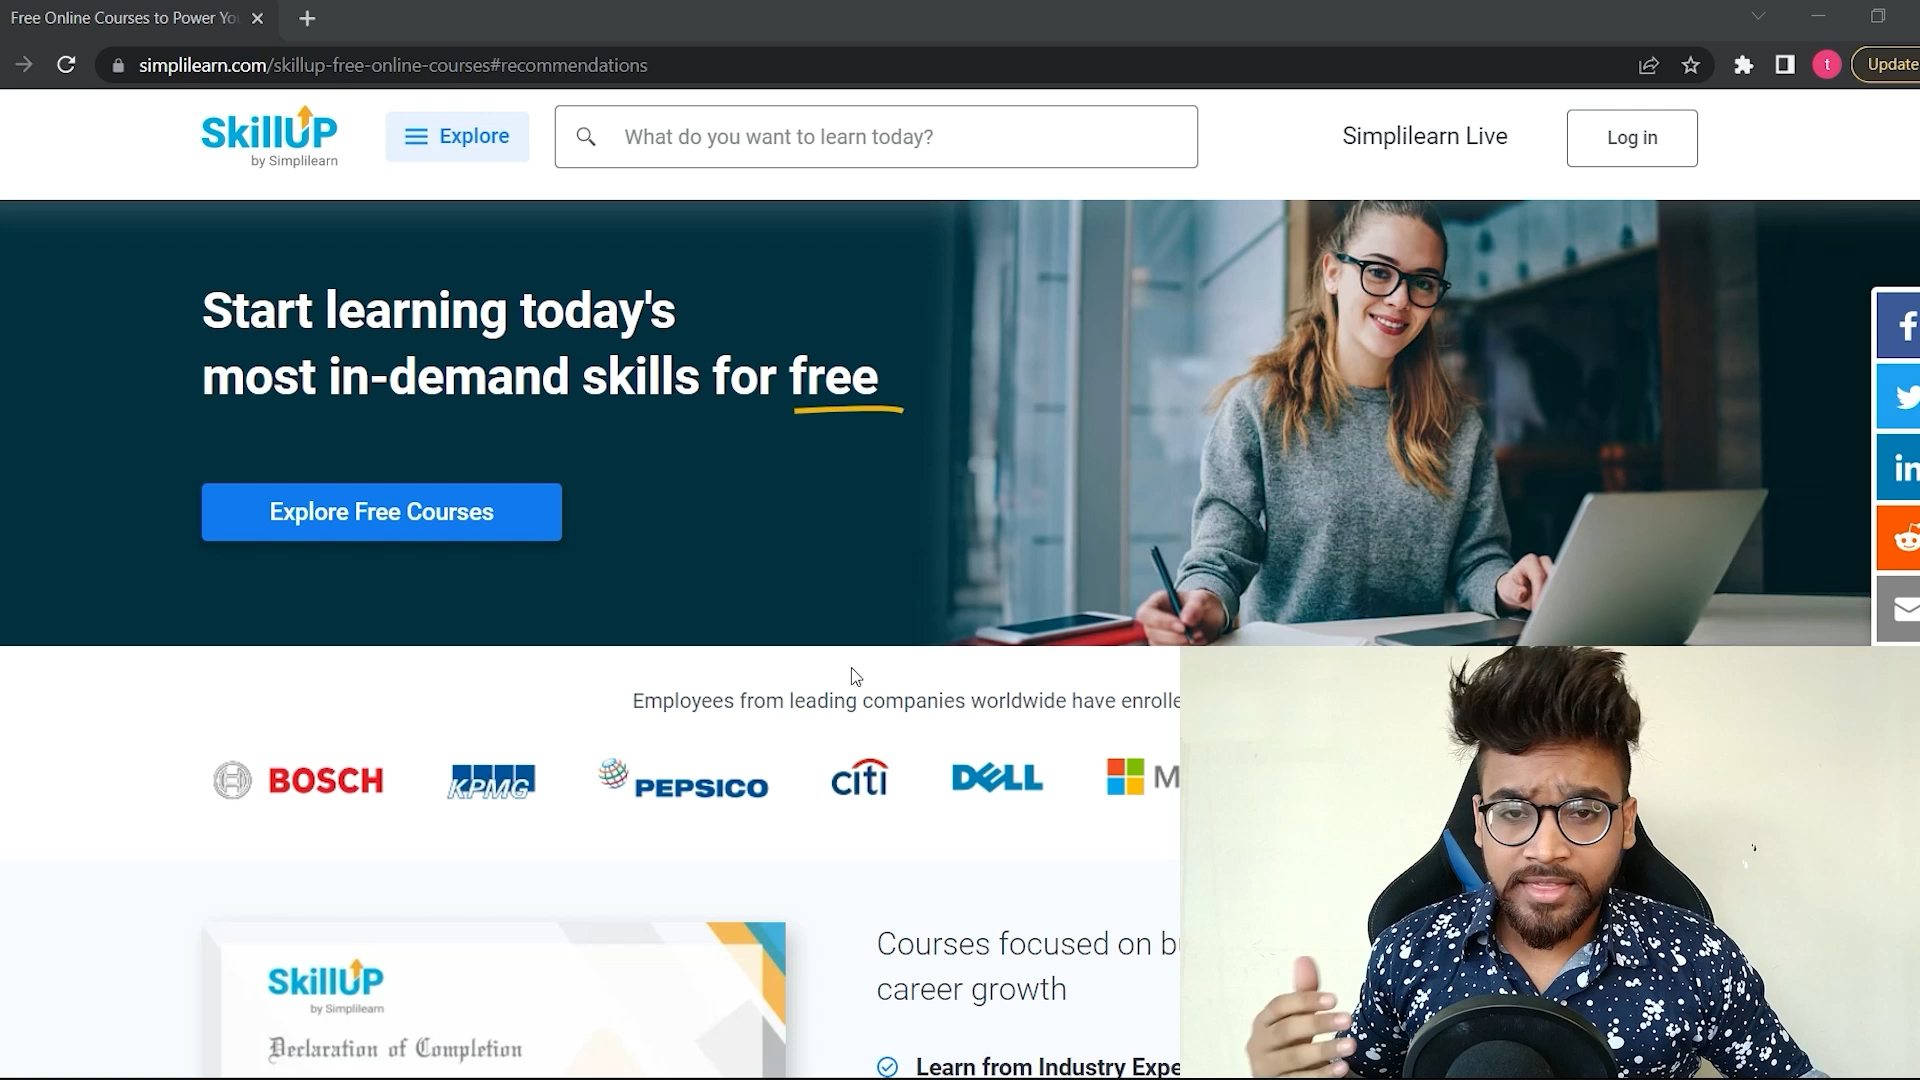 Free Online Courses to Power Yo
simplilearn.com/skillup-free-online-courses#recommendations
t
Update
SkillUP
by Simplilearn
Explore
What do you want to learn today?
Simplilearn Live
Log in
Start learning today's
most in-demand skills for free
Explore Free Courses
f
in
Employees from leading companies worldwide have enrolle
BOSCH
KPMG
PEPSICO
citi
DELL
M
SkillUP
by Simplilearn
Declaration of Completion
Courses focused on bu
career growth
Learn from Industry Expe